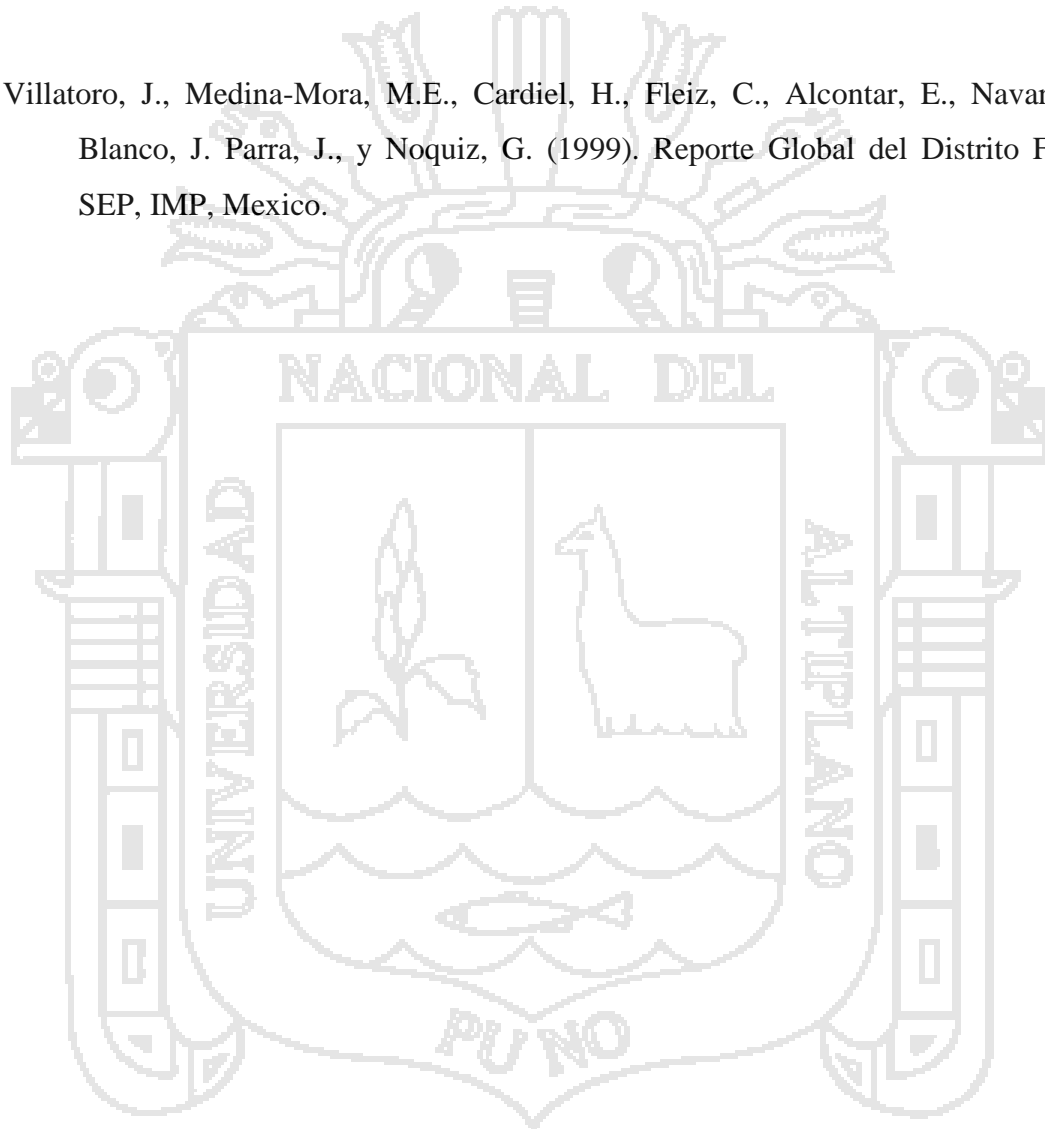 Villatoro, J., Medina-Mora, M.E., Cardiel, H., Fleiz, C., Alcontar, E., Navar
Blanco, J. Parra, J., y Noquiz, G. (1999). Reporte Global del Distrito F
SEP, IMP, Mexico.
NACIONAL DEL
UNIVERSIDAD
ALTIPLANO
PUNO